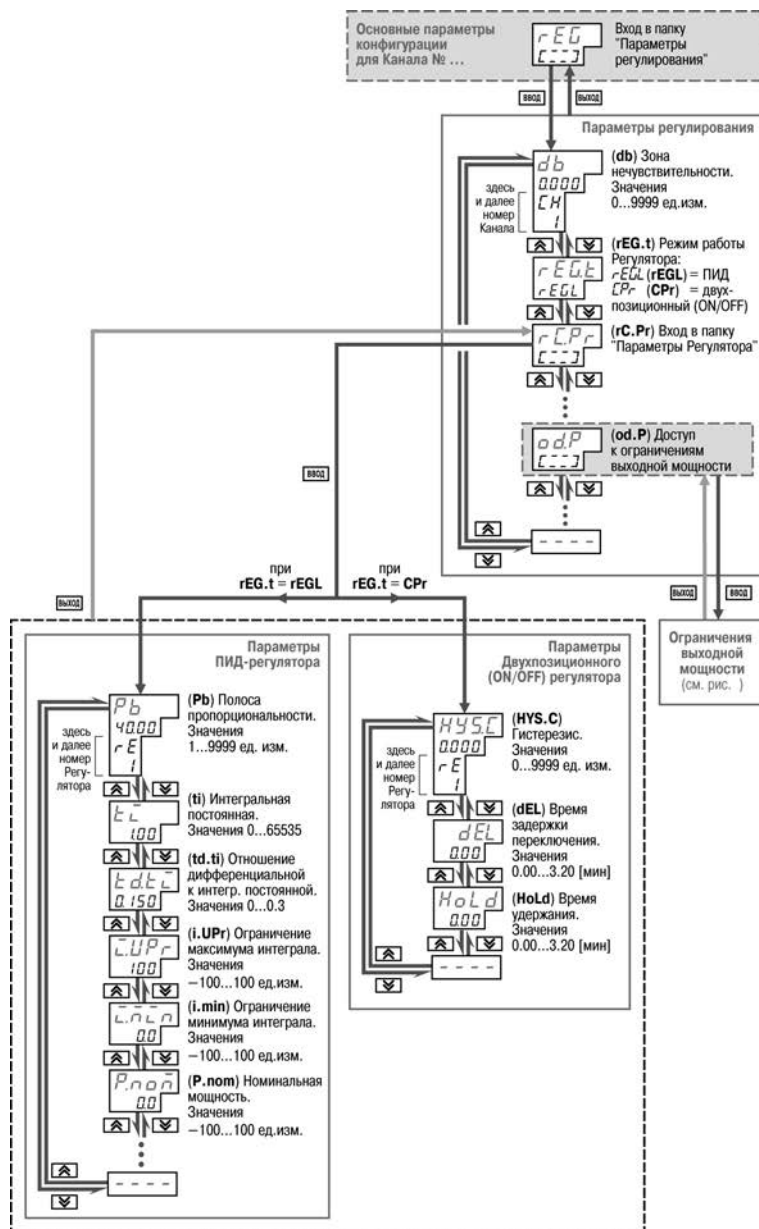 Основные параметры
конфигурации
для Канала № ...
rEG
[---]
Вход в папку
"Параметры
регулирования"
ВВОД
ВЫХОД
Параметры регулирования
db
0.000
CH
1
здесь
и далее
номер
Канала
(db) Зона
нечувствительности.
Значения
0...9999 ед.изм.
(rEG.t) Режим работы
Регулятора:
rEGL (rEGL) = ПИД
CPr (CPr) = двух-
позиционный (ON/OFF)
rEG.t
rEGL
rC.Pr
[---]
(rC.Pr) Вход в папку
"Параметры Регулятора"
od.P
[---]
(od.P) Доступ
к ограничениям
выходной мощности
ВВОД
- - - -
при
rEG.t = rEGL
при
rEG.t = CPr
ВЫХОД
ВЫХОД
ВВОД
Ограничения
выходной
мощности
(см. рис. )
Параметры
ПИД-регулятора
Pb
40.00
rE
1
здесь
и далее
номер
Регу-
лятора
(Pb) Полоса
пропорциональности.
Значения
1...9999 ед. изм.
ti
1.00
(ti) Интегральная
постоянная.
Значения 0...65535
td.ti
0.150
(td.ti) Отношение
дифференциальной
к интегр. постоянной.
Значения 0...0.3
i.UPr
100
(i.UPr) Ограничение
максимума интеграла.
Значения
−100...100 ед.изм.
i.min
0.0
(i.min) Ограничение
минимума интеграла.
Значения
−100...100 ед.изм.
P.nom
0.0
(P.nom) Номинальная
мощность.
Значения
−100...100 ед.изм.
- - - -
Параметры
Двухпозиционного
(ON/OFF) регулятора
HYS.C
0.000
rE
1
здесь
и далее
номер
Регу-
лятора
(HYS.C)
Гистерезис.
Значения
0...9999 ед. изм.
dEL
0.00
(dEL) Время
задержки
переключения.
Значения
0.00...3.20 [мин]
HoLd
0.00
(HoLd) Время
удержания.
Значения
0.00...3.20 [мин]
- - - -